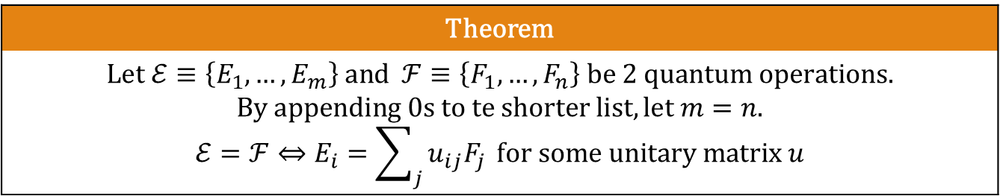 Theorem
Let ℰ ≡ {E₁, … , Eₘ} and ℱ ≡ {F₁, … , Fₙ} be 2 quantum operations.
By appending 0s to te shorter list, let m = n.
ℰ = ℱ ⇔ Eᵢ = ∑ⱼ uᵢⱼFⱼ for some unitary matrix u